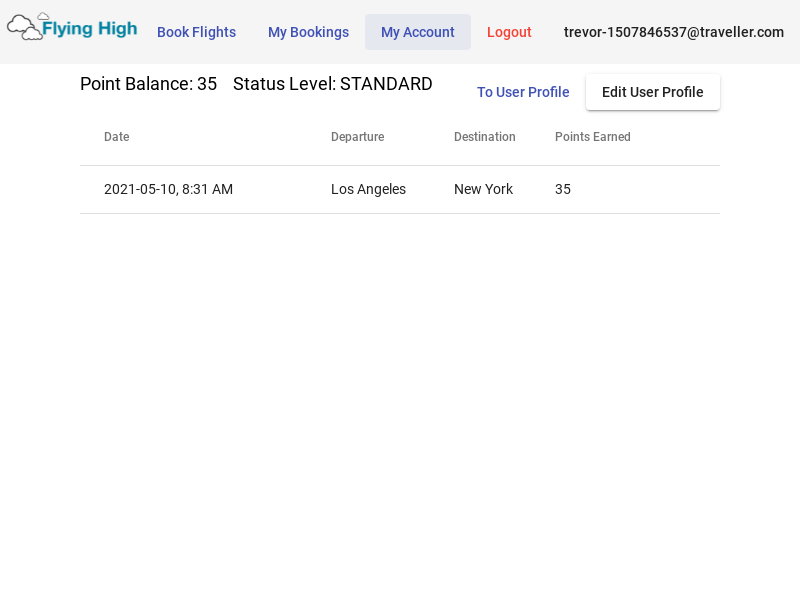 Flying High Book Flights My Bookings My Account Logout trevor-1507846537@traveller.com
Point Balance: 35 Status Level: STANDARD To User Profile Edit User Profile
Date Departure Destination Points Earned
2021-05-10, 8:31 AM Los Angeles New York 35